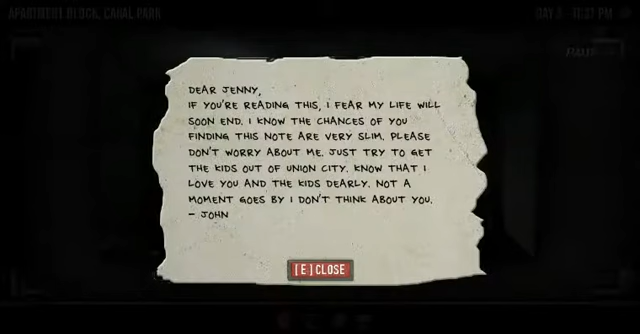 APARTMENT BLOCK, CANAL PARK
DEAR JENNY,
IF YOU'RE READING THIS, I FEAR MY LIFE WILL
SOON END. I KNOW THE CHANCES OF YOU
FINDING THIS NOTE ARE VERY SLIM. PLEASE
DON'T WORRY ABOUT ME. JUST TRY TO GET
THE KIDS OUT OF UNION CITY. KNOW THAT I
LOVE YOU AND THE KIDS DEARLY. NOT A
MOMENT GOES BY I DON'T THINK ABOUT YOU.
- JOHN
[E] CLOSE